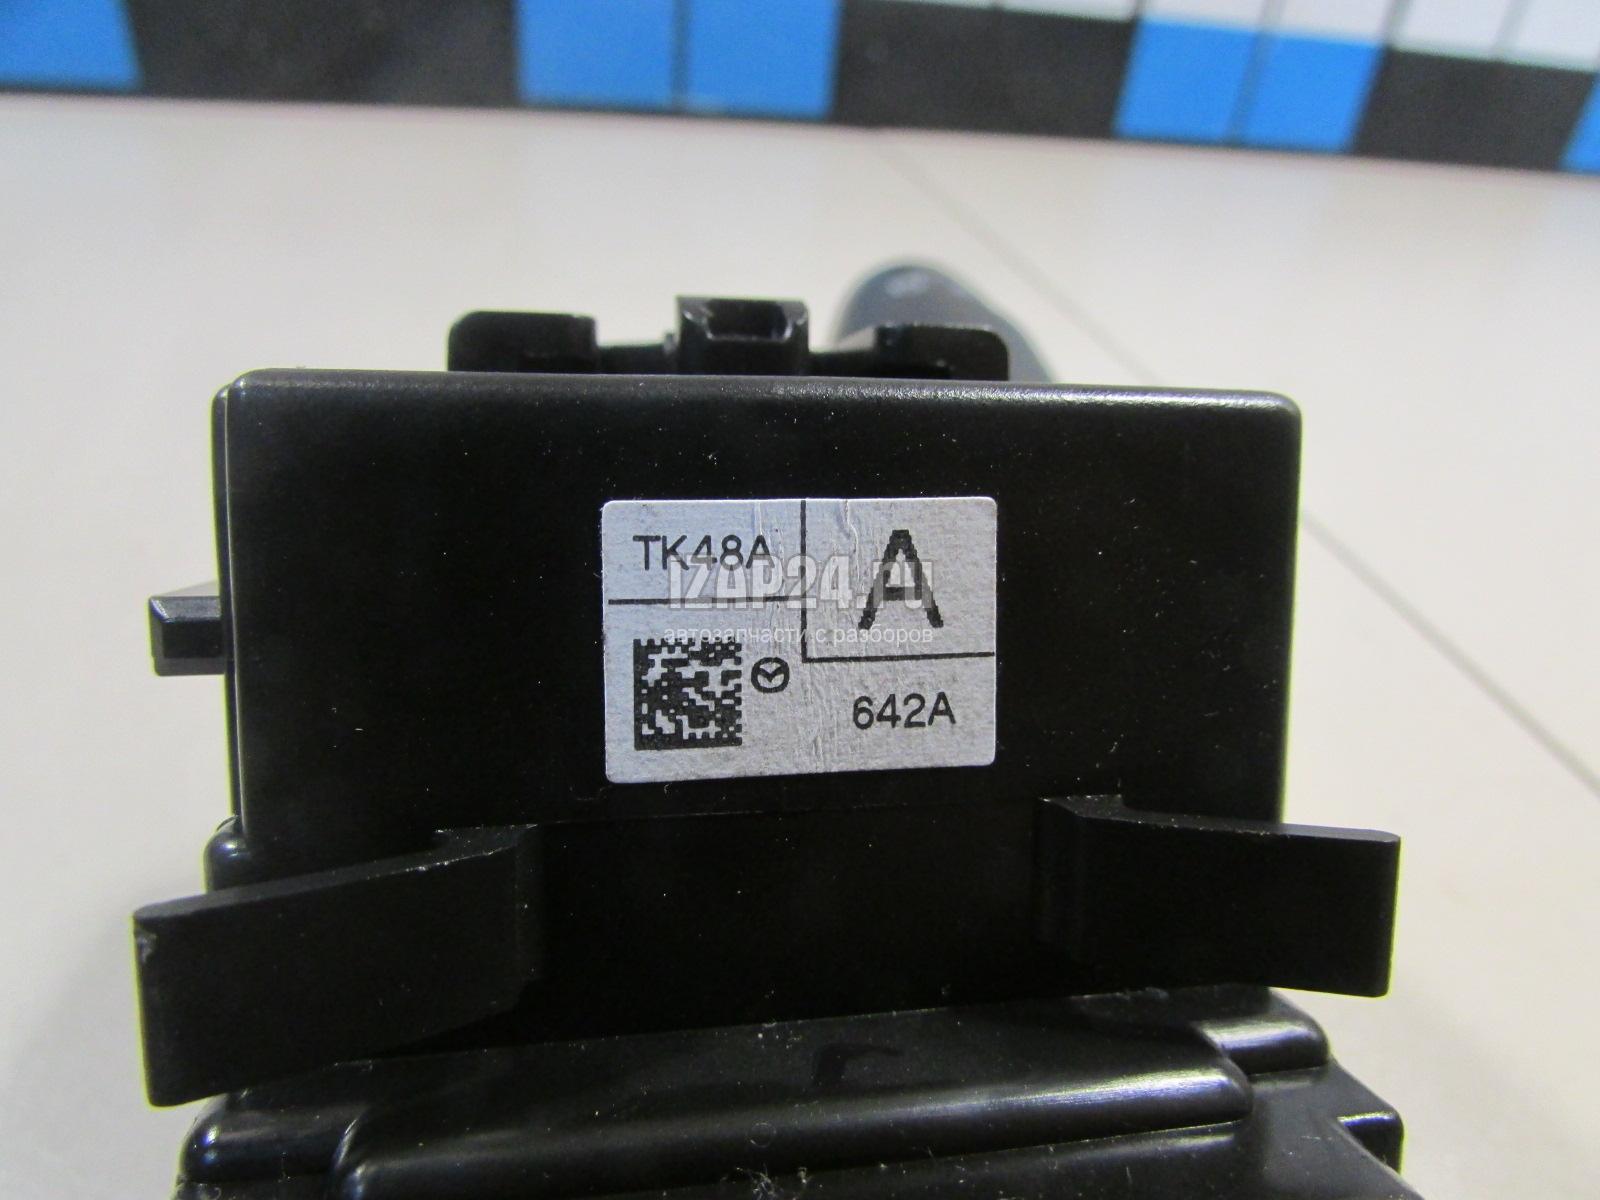 TK48A
A
IZAP24.ru
автозапчасти с разборов
642A